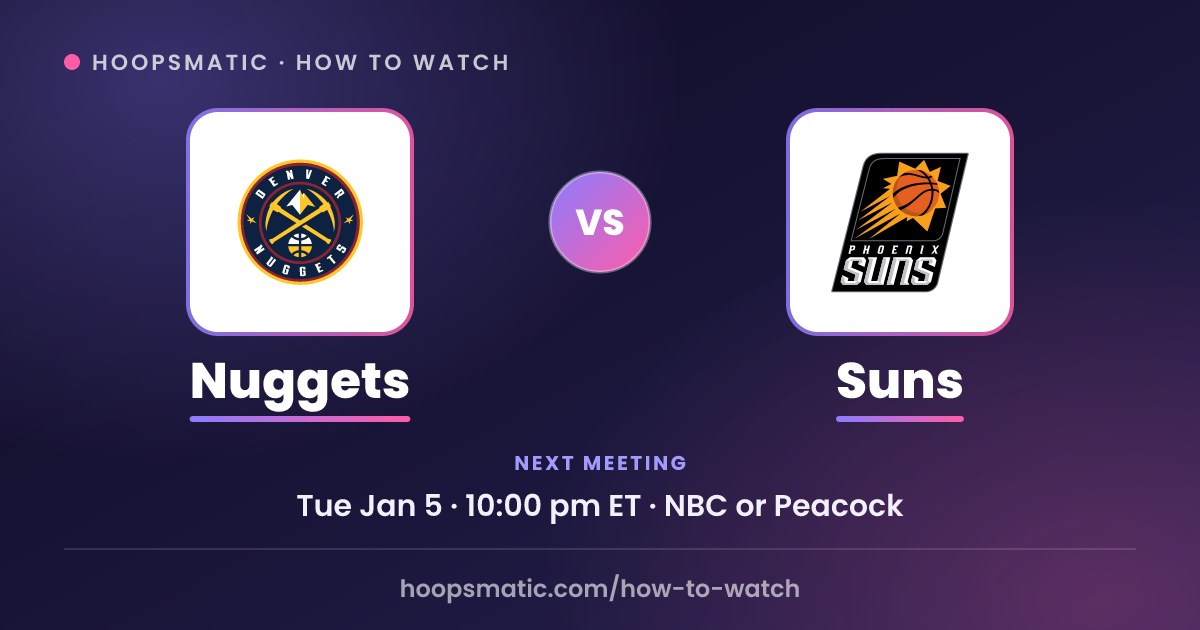 HOOPSMATIC · HOW TO WATCH
DENVER
NUGGETS
VS
PHOENIX
SUNS
Nuggets
Suns
NEXT MEETING
Tue Jan 5 · 10:00 pm ET · NBC or Peacock
hoopsmatic.com/how-to-watch